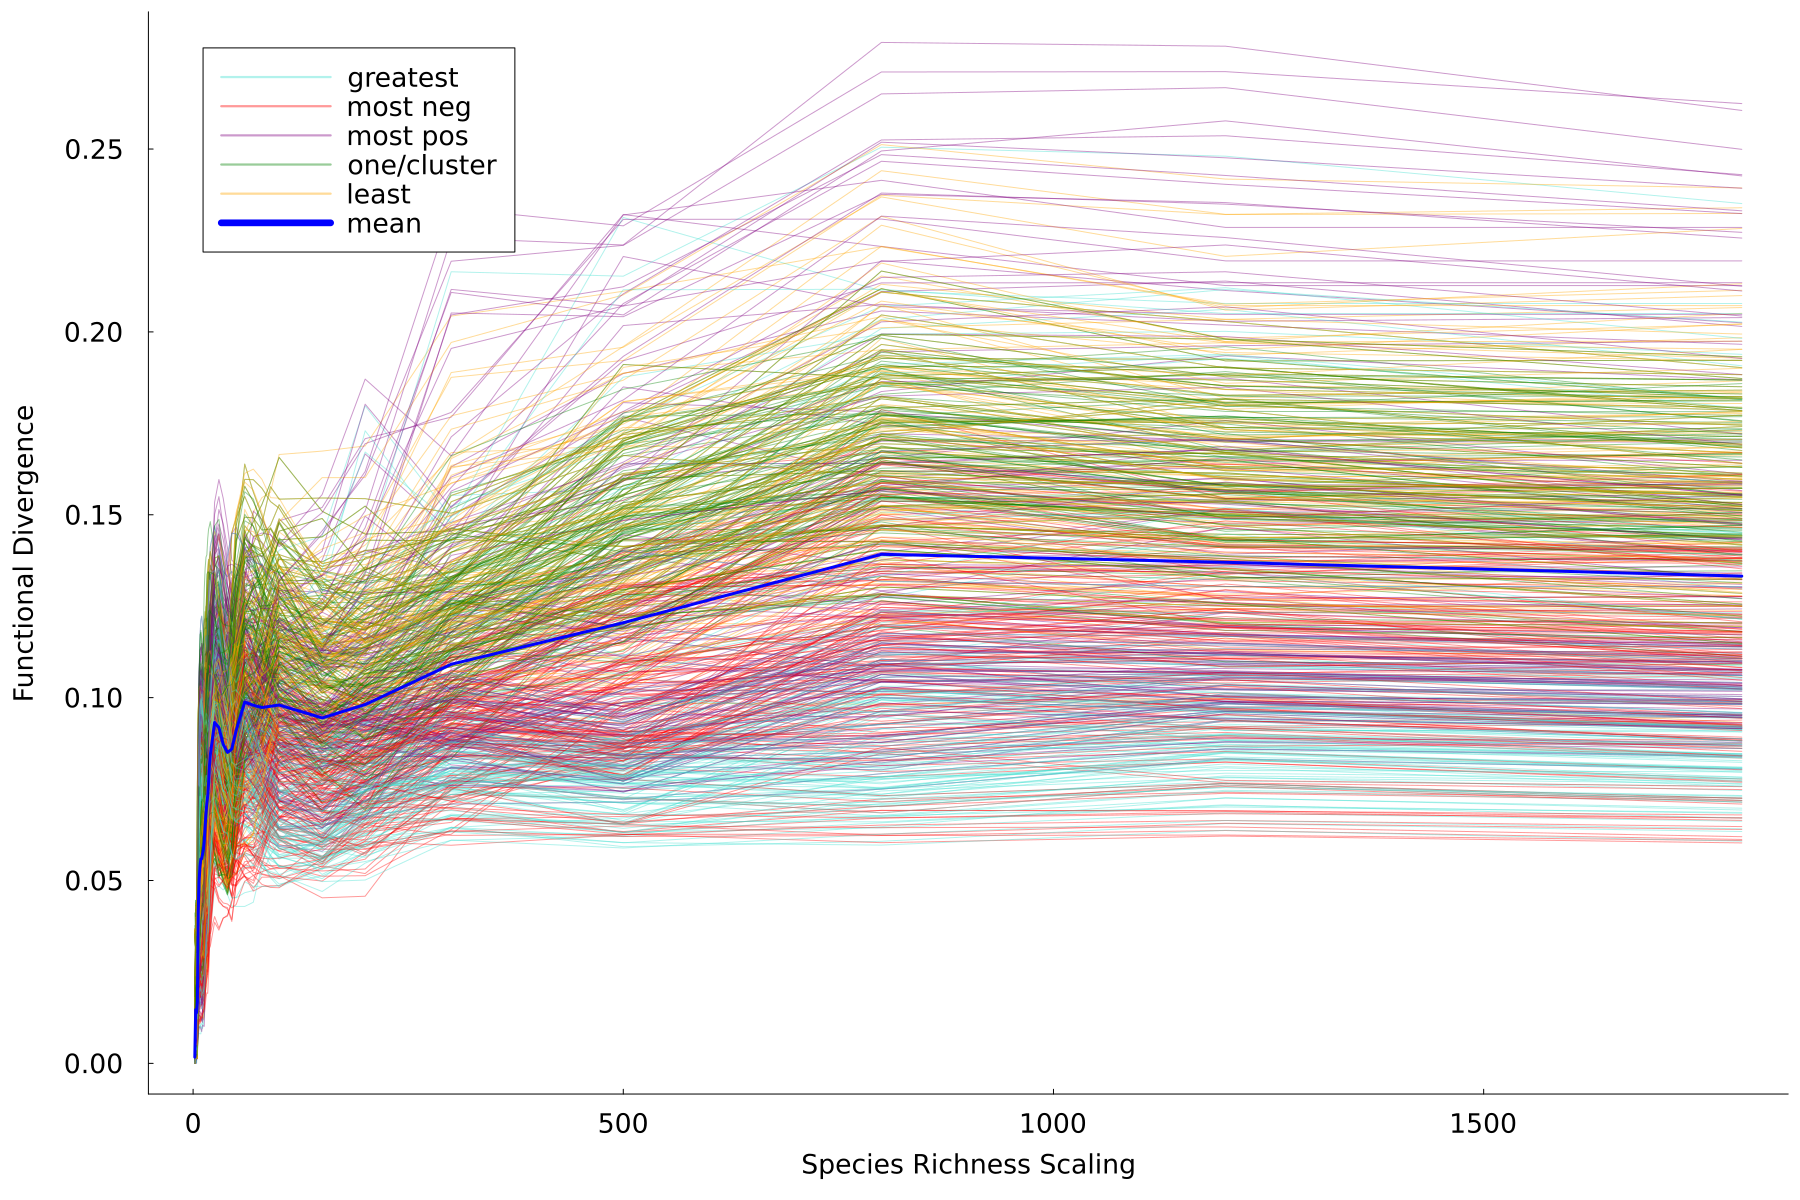 greatest
most neg
most pos
one/cluster
least
mean
Functional Divergence
0.25
0.20
0.15
0.10
0.05
0.00
0
500
1000
1500
Species Richness Scaling